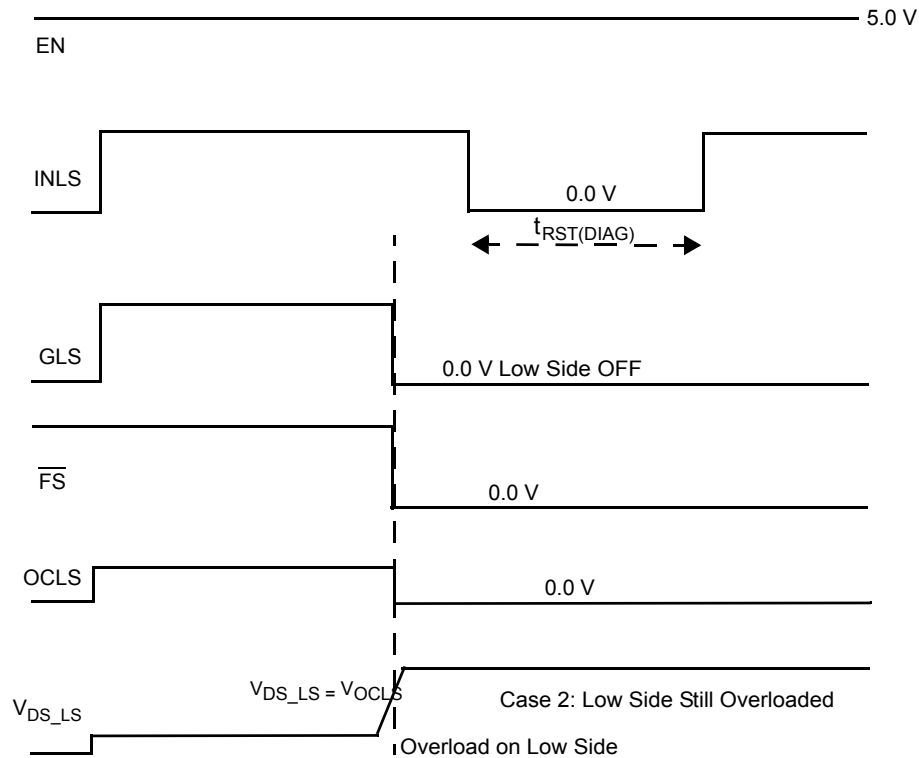 5.0 V
EN
INLS
0.0 V
tRST(DIAG)
GLS
0.0 V Low Side OFF
FS
0.0 V
OCLS
0.0 V
VDS_LS = VOCLS
Case 2: Low Side Still Overloaded
VDS_LS
Overload on Low Side